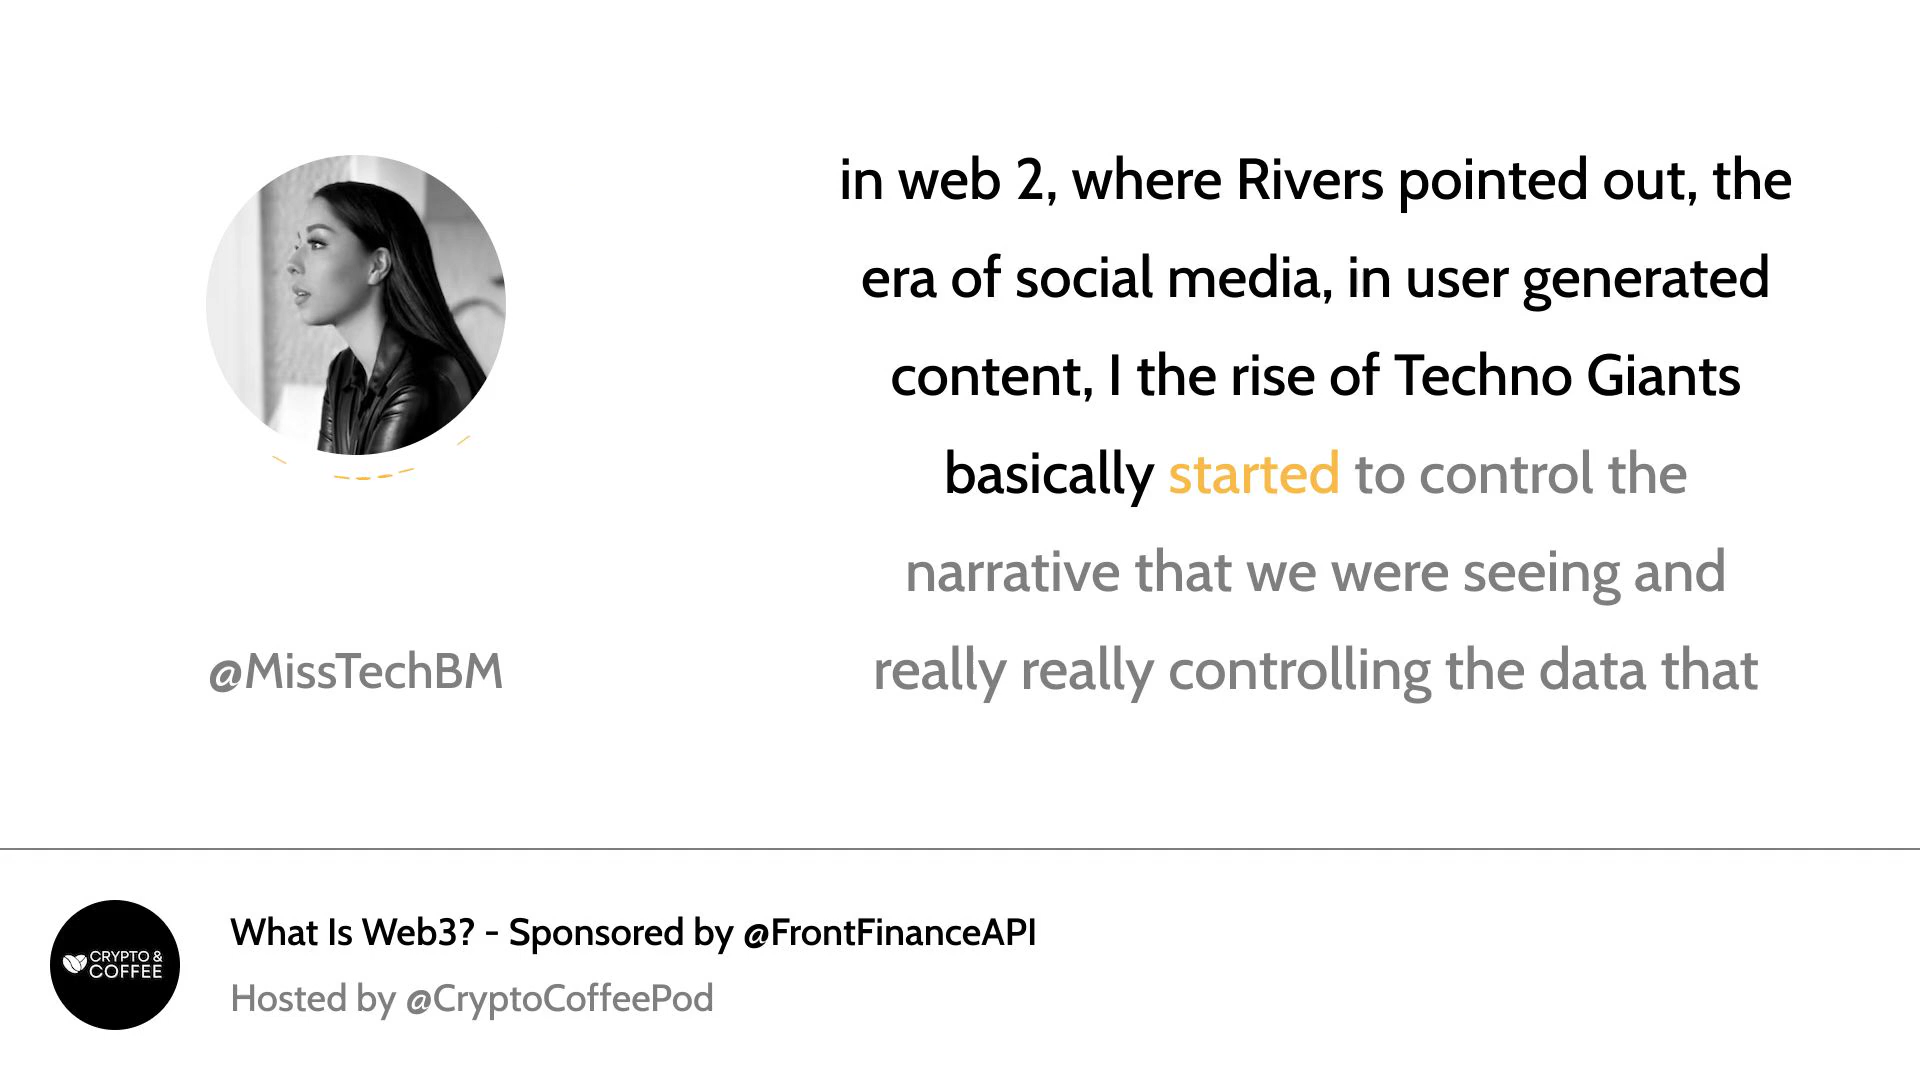 in web 2, where Rivers pointed out, the
era of social media, in user generated
content, I the rise of Techno Giants
basically started to control the
narrative that we were seeing and
really really controlling the data that
@MissTechBM
CRYPTO &
COFFEE
What Is Web3? - Sponsored by @FrontFinanceAPI
Hosted by @CryptoCoffeePod